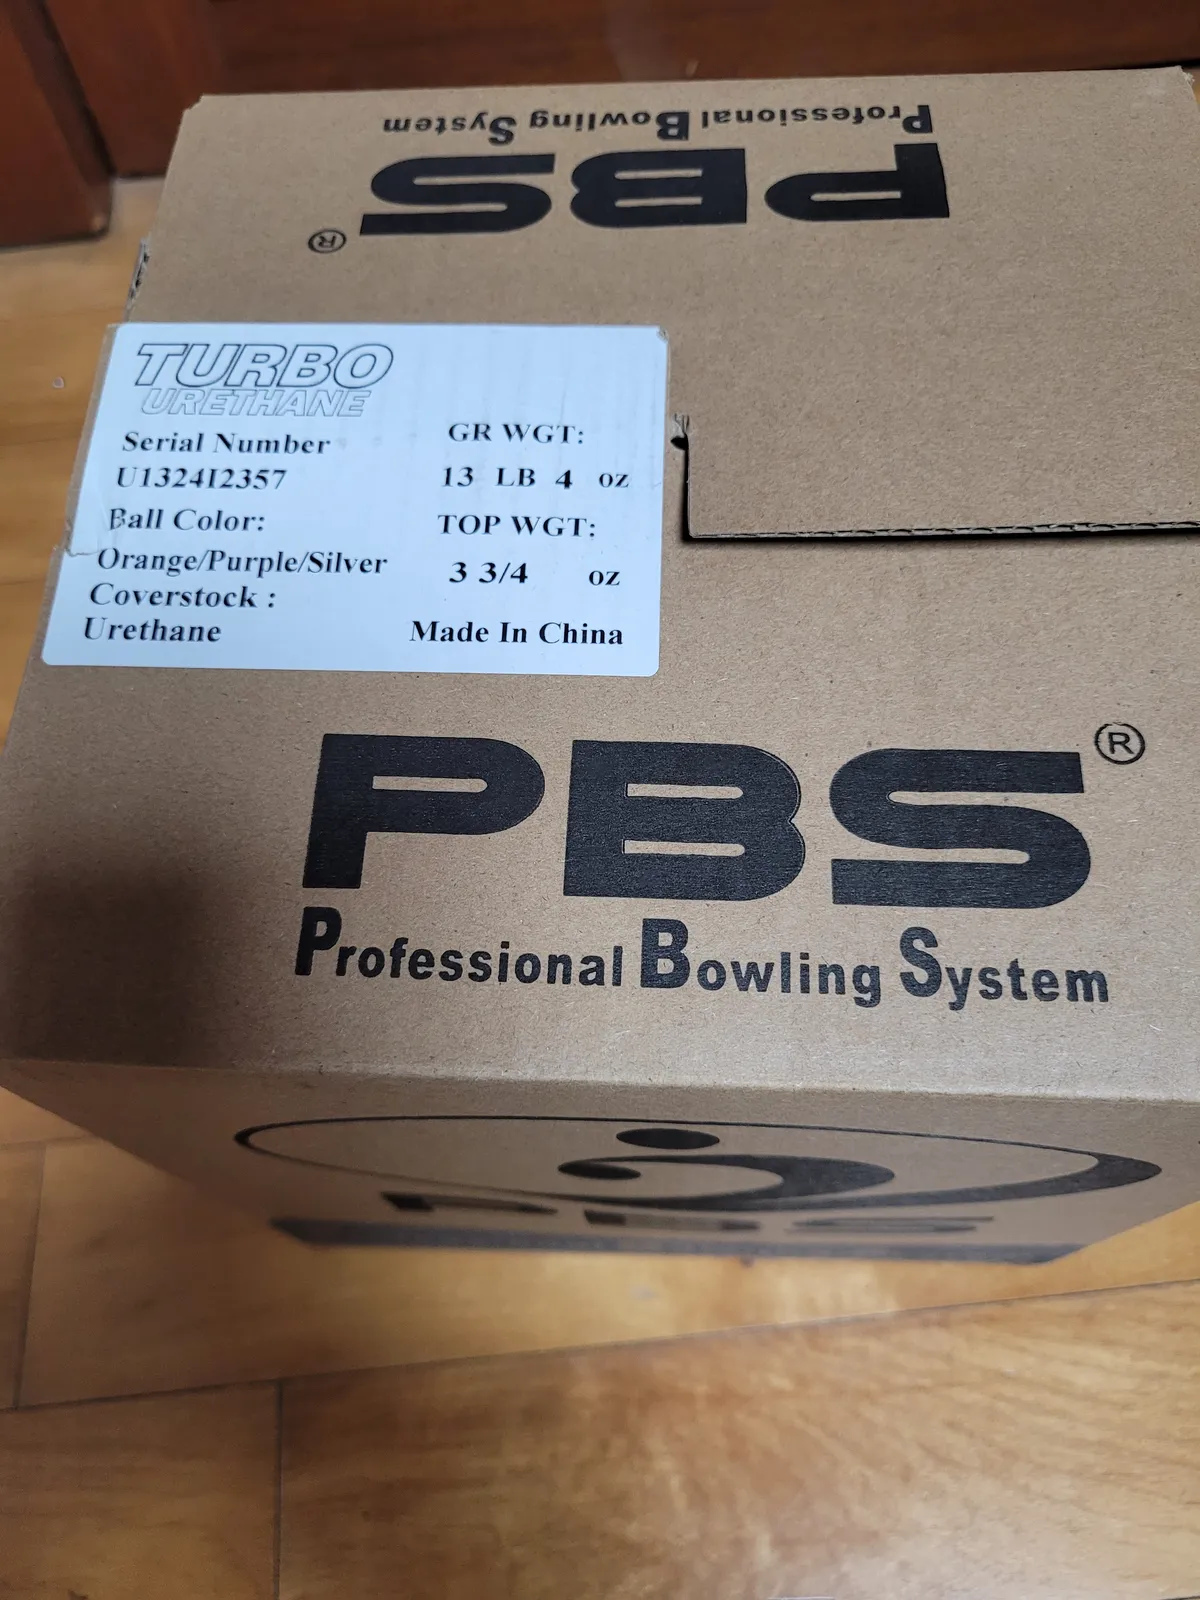 Professional Bowling System
PBS
®
TURBO
URETHANE
Serial Number
U1324I2357
Ball Color:
Orange/Purple/Silver
Coverstock :
Urethane
GR WGT:
13 LB 4 oz
TOP WGT:
3 3/4 oz
Made In China
PBS®
Professional Bowling System
PBS